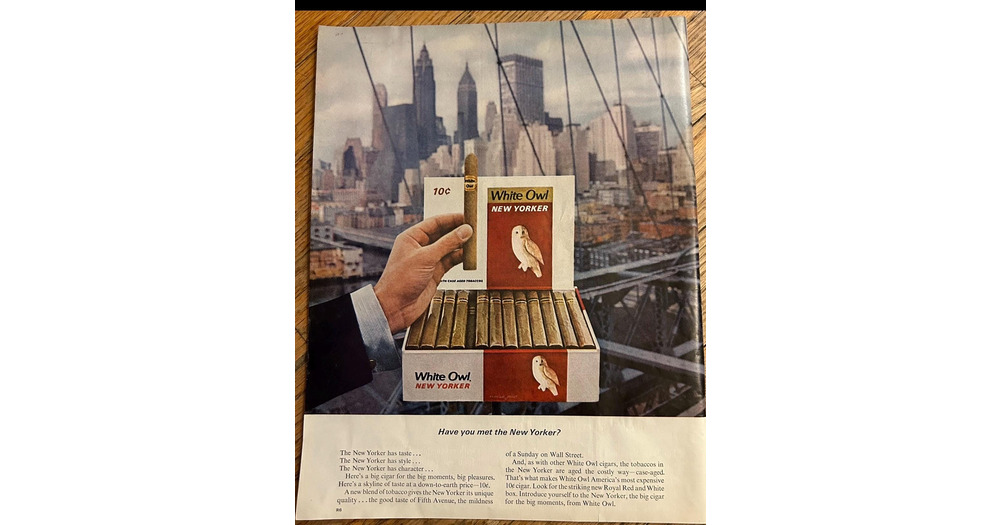 10¢
White Owl
White Owl
NEW YORKER
WITH CASE-AGED TOBACCOS
White Owl
NEW YORKER
Have you met the New Yorker?
The New Yorker has taste . . .
The New Yorker has style . . .
The New Yorker has character . . .
Here's a big cigar for the big moments, big pleasures.
Here's a skyline of taste at a down-to-earth price—10¢.
A new blend of tobacco gives the New Yorker its unique
quality . . . the good taste of Fifth Avenue, the mildness
of a Sunday on Wall Street.
And, as with other White Owl cigars, the tobaccos in
the New Yorker are aged the costly way—case-aged.
That's what makes White Owl America's most expensive
10¢ cigar. Look for the striking new Royal Red and White
box. Introduce yourself to the New Yorker, the big cigar
for the big moments, from White Owl.